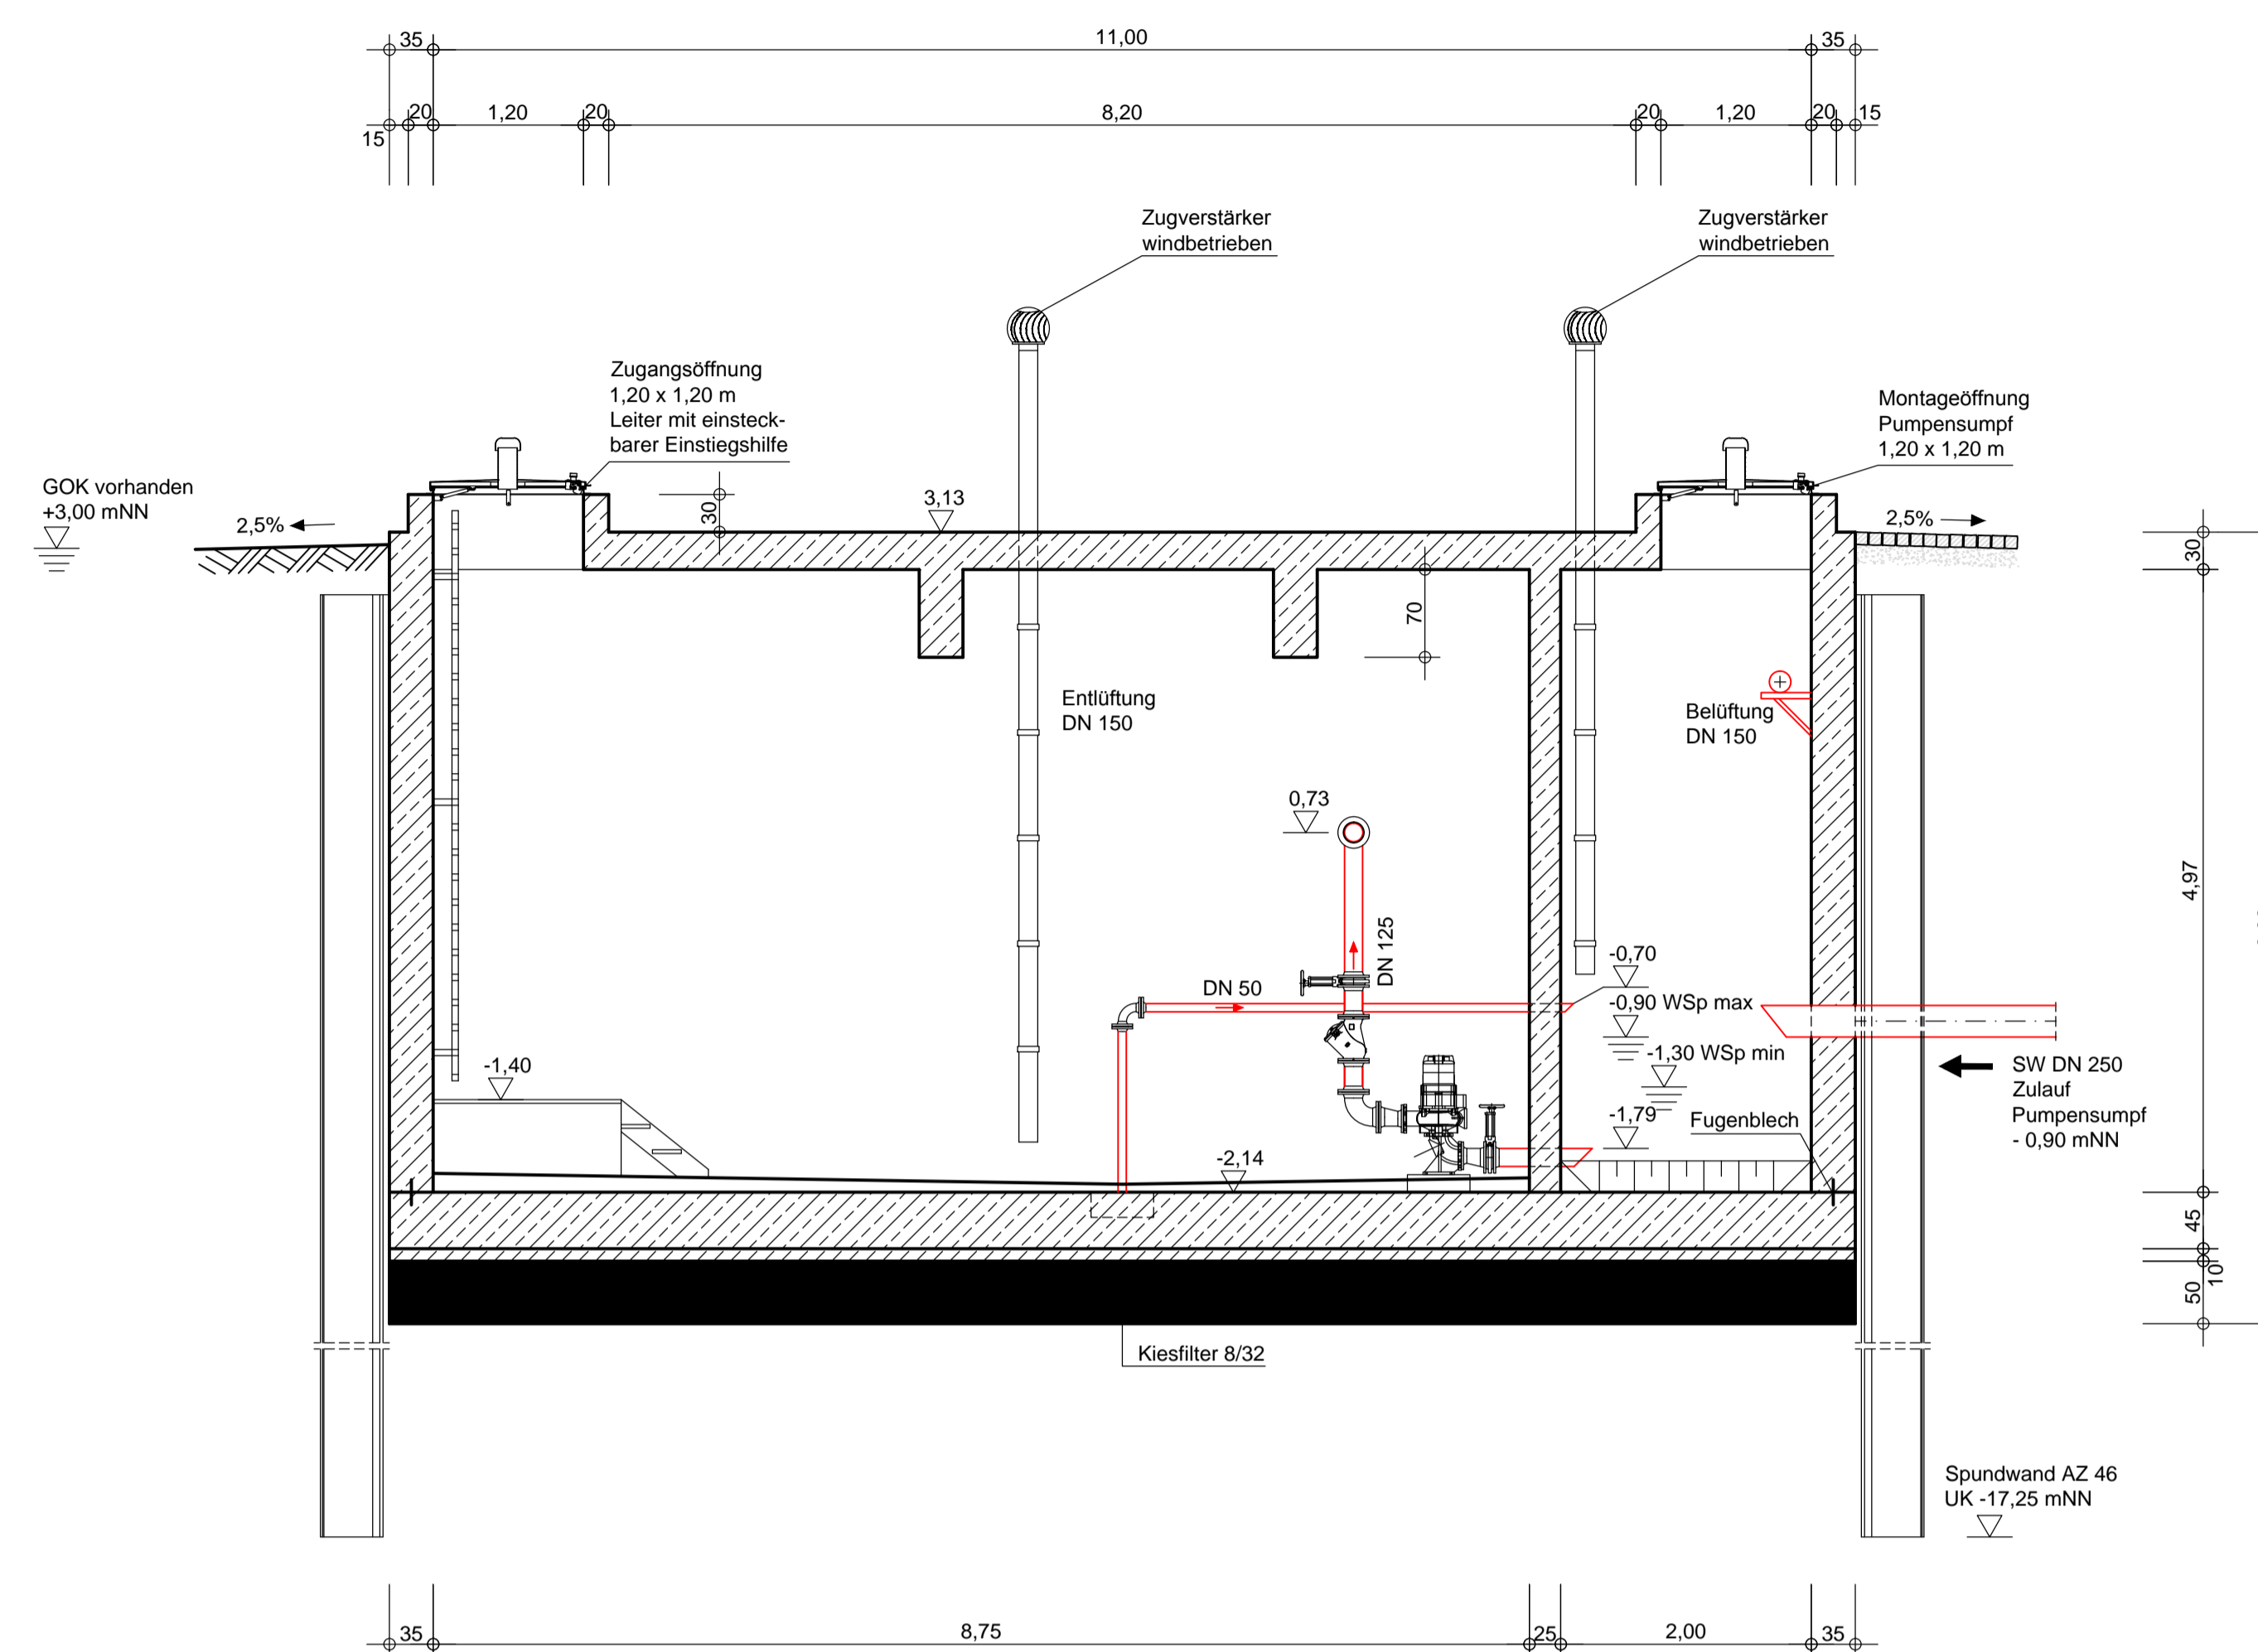 35
11,00
35
15
20
1,20
20
8,20
20
1,20
20
15
Zugverstärker
windbetrieben
Zugverstärker
windbetrieben
Zugangsöffnung
1,20 x 1,20 m
Leiter mit einsteck-
barer Einstiegshilfe
Montageöffnung
Pumpensumpf
1,20 x 1,20 m
GOK vorhanden
+3,00 mNN
2,5%
30
3,13
2,5%
30
70
Entlüftung
DN 150
Belüftung
DN 150
0,73
4,97
DN 125
DN 50
-0,70
-0,90 WSp max
-1,30 WSp min
-1,40
-1,79
Fugenblech
SW DN 250
Zulauf
Pumpensumpf
- 0,90 mNN
-2,14
45
10
50
Kiesfilter 8/32
Spundwand AZ 46
UK -17,25 mNN
35
8,75
25
2,00
35